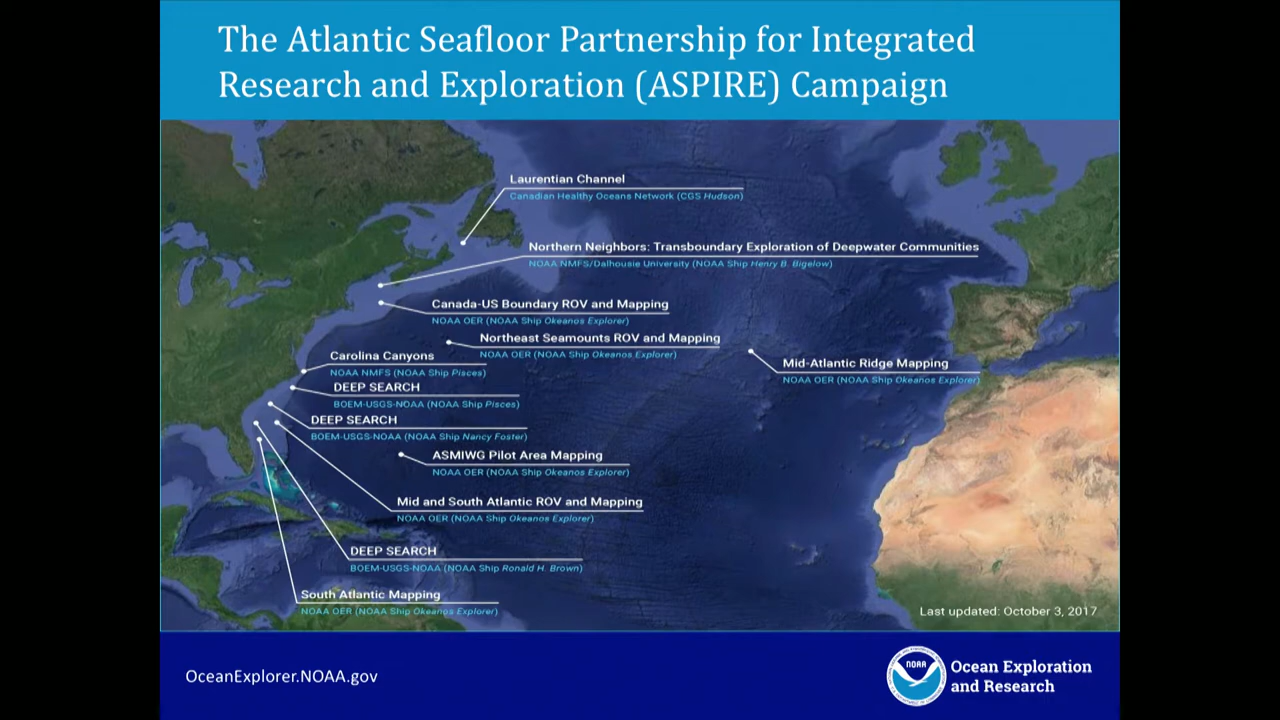 The Atlantic Seafloor Partnership for Integrated
Research and Exploration (ASPIRE) Campaign
Laurentian Channel
Canadian Healthy Oceans Network (CGS Hudson)
Northern Neighbors: Transboundary Exploration of Deepwater Communities
NOAA NMFS/Dalhousie University (NOAA Ship Henry B. Bigelow)
Canada-US Boundary ROV and Mapping
NOAA OER (NOAA Ship Okeanos Explorer)
Northeast Seamounts ROV and Mapping
NOAA OER (NOAA Ship Okeanos Explorer)
Mid-Atlantic Ridge Mapping
NOAA OER (NOAA Ship Okeanos Explorer)
Carolina Canyons
NOAA NMFS (NOAA Ship Pisces)
DEEP SEARCH
BOEM-USGS-NOAA (NOAA Ship Pisces)
DEEP SEARCH
BOEM-USGS-NOAA (NOAA Ship Nancy Foster)
ASMIWG Pilot Area Mapping
NOAA OER (NOAA Ship Okeanos Explorer)
Mid and South Atlantic ROV and Mapping
NOAA OER (NOAA Ship Okeanos Explorer)
DEEP SEARCH
BOEM-USGS-NOAA (NOAA Ship Ronald H. Brown)
South Atlantic Mapping
NOAA OER (NOAA Ship Okeanos Explorer)
Last updated: October 3, 2017
OceanExplorer.NOAA.gov
NOAA
Ocean Exploration
and Research